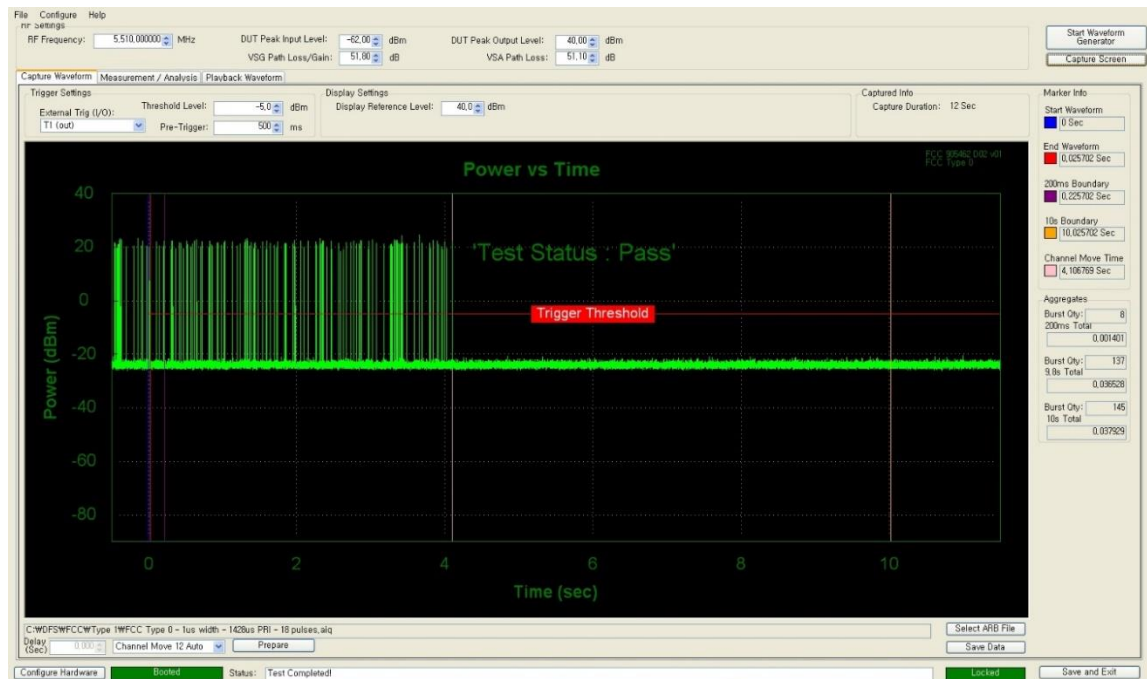 File Configure Help
RF Settings
RF Frequency: 5,510,000000 MHz DUT Peak Input Level: -62,00 dBm DUT Peak Output Level: 40,00 dBm
VSG Path Loss/Gain: 51,80 dB VSA Path Loss: 51,10 dB
Start Waveform
Generator
Capture Screen
Capture Waveform Measurement / Analysis Playback Waveform
Trigger Settings
External Trig (I/O):
T1 (out)
Threshold Level: -5,0 dBm
Pre-Trigger: 500 ms
Display Settings
Display Reference Level: 40,0 dBm
Captured Info
Capture Duration: 12 Sec
Power vs Time
FCC 905462 D02 v01
FCC Type 0
40
20
0
-20
-40
-60
-80
Power (dBm)
'Test Status : Pass'
Trigger Threshold
0 2 4 6 8 10
Time (sec)
Marker Info
Start Waveform
0 Sec
End Waveform
0,025702 Sec
200ms Boundary
0,225702 Sec
10s Boundary
10,025702 Sec
Channel Move Time
4,106769 Sec
Aggregates
Burst Qty: 8
200ms Total
0,001401
Burst Qty: 137
9.8s Total
0,036528
Burst Qty: 145
10s Total
0,037929
C:₩DFS₩FCC₩Type 1₩FCC Type 0 - 1us width - 1428us PRI - 18 pulses,aiq
Select ARB File
Delay
(Sec) 0.000 Channel Move 12 Auto Prepare
Save Data
Configure Hardware Booted Status: Test Completed! Locked Save and Exit